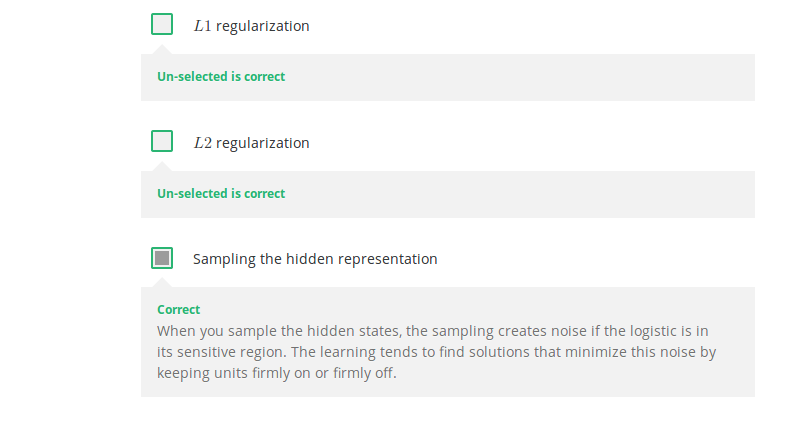 L1 regularization
Un-selected is correct
L2 regularization
Un-selected is correct
Sampling the hidden representation
Correct
When you sample the hidden states, the sampling creates noise if the logistic is in
its sensitive region. The learning tends to find solutions that minimize this noise by
keeping units firmly on or firmly off.